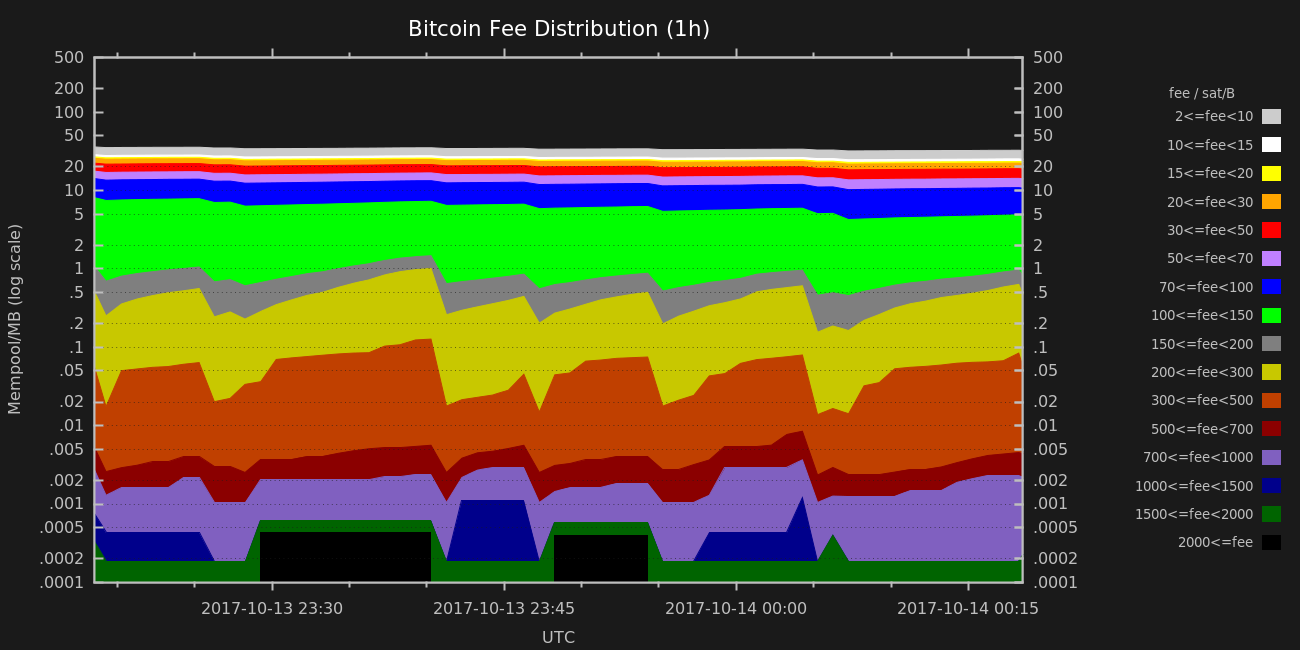 Bitcoin Fee Distribution (1h)
500
200
100
50
20
10
5
2
1
.5
.2
.1
.05
.02
.01
.005
.002
.001
.0005
.0002
.0001
Mempool/MB (log scale)
500
200
100
50
20
10
5
2
1
.5
.2
.1
.05
.02
.01
.005
.002
.001
.0005
.0002
.0001
2017-10-13 23:30
2017-10-13 23:45
2017-10-14 00:00
2017-10-14 00:15
UTC
fee / sat/B
2<=fee<10
10<=fee<15
15<=fee<20
20<=fee<30
30<=fee<50
50<=fee<70
70<=fee<100
100<=fee<150
150<=fee<200
200<=fee<300
300<=fee<500
500<=fee<700
700<=fee<1000
1000<=fee<1500
1500<=fee<2000
2000<=fee